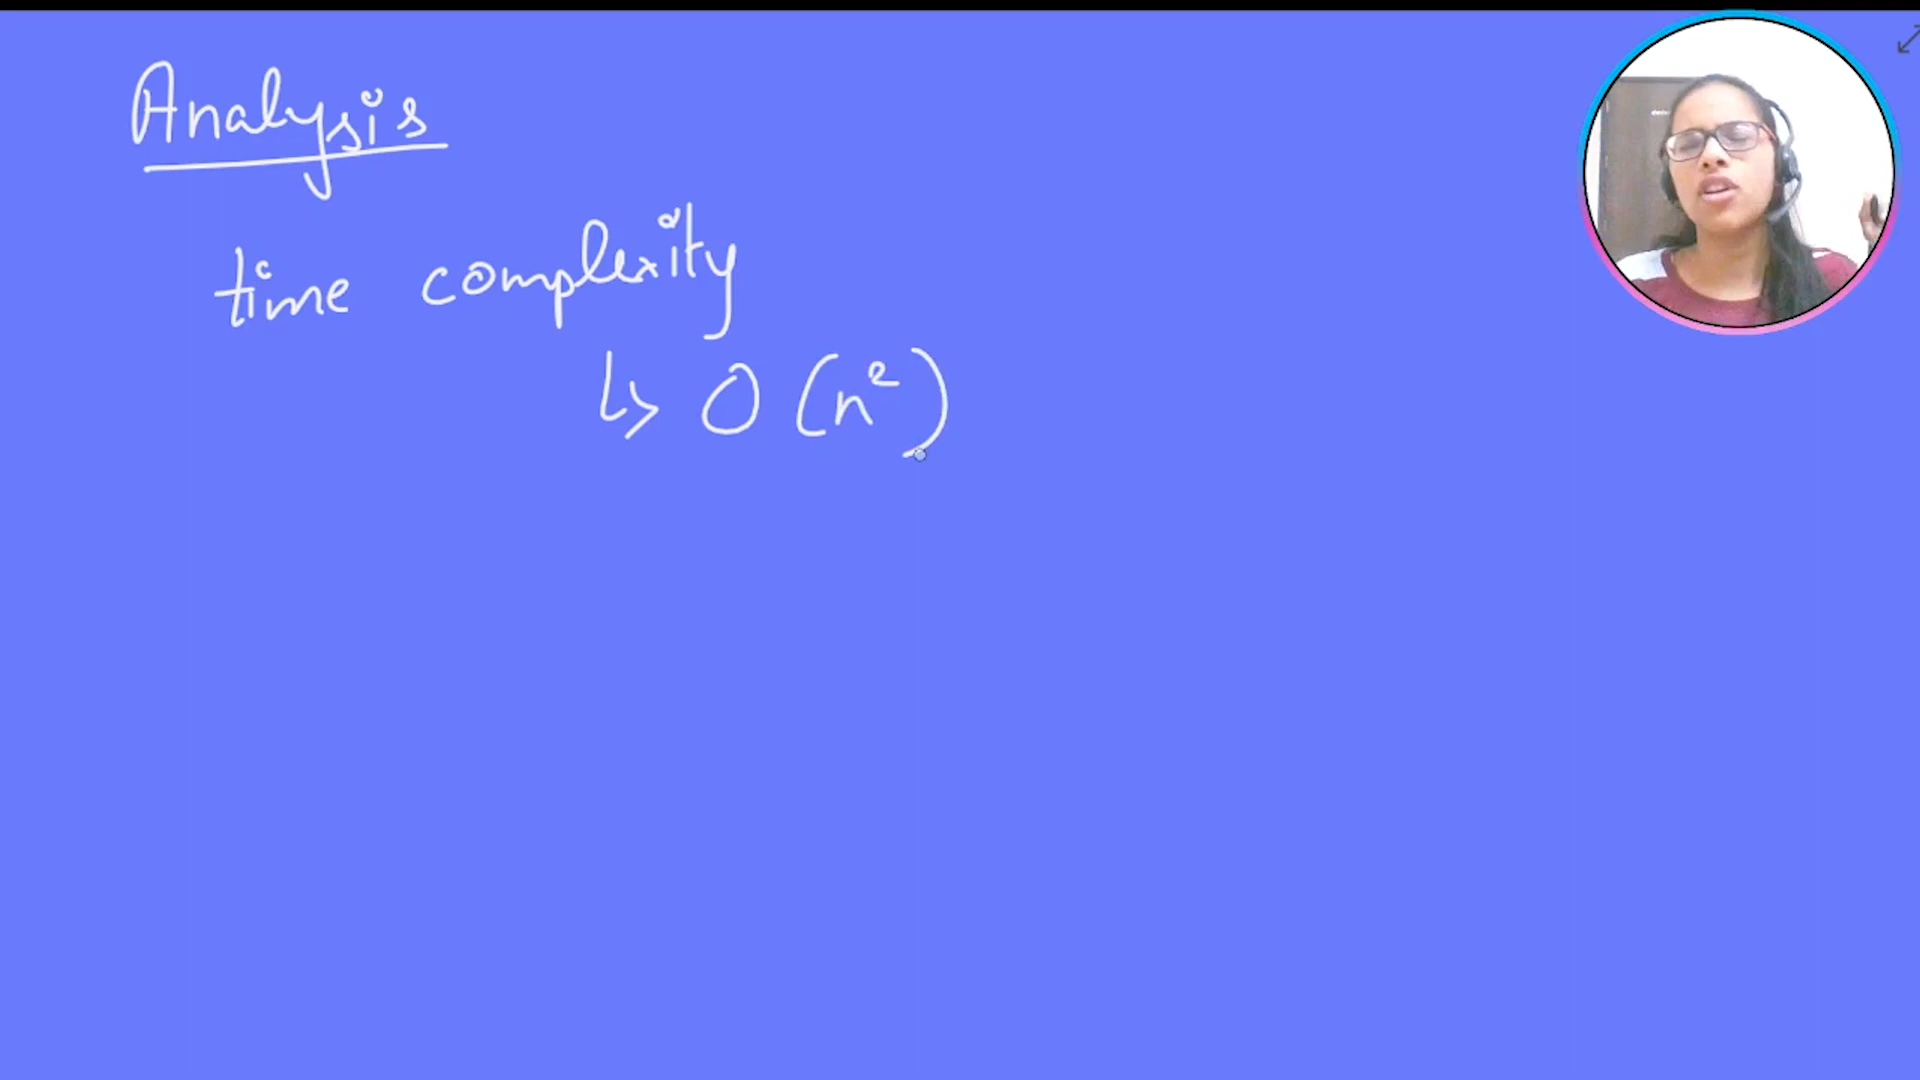 Analysis
time complexity
↳ O (n²)